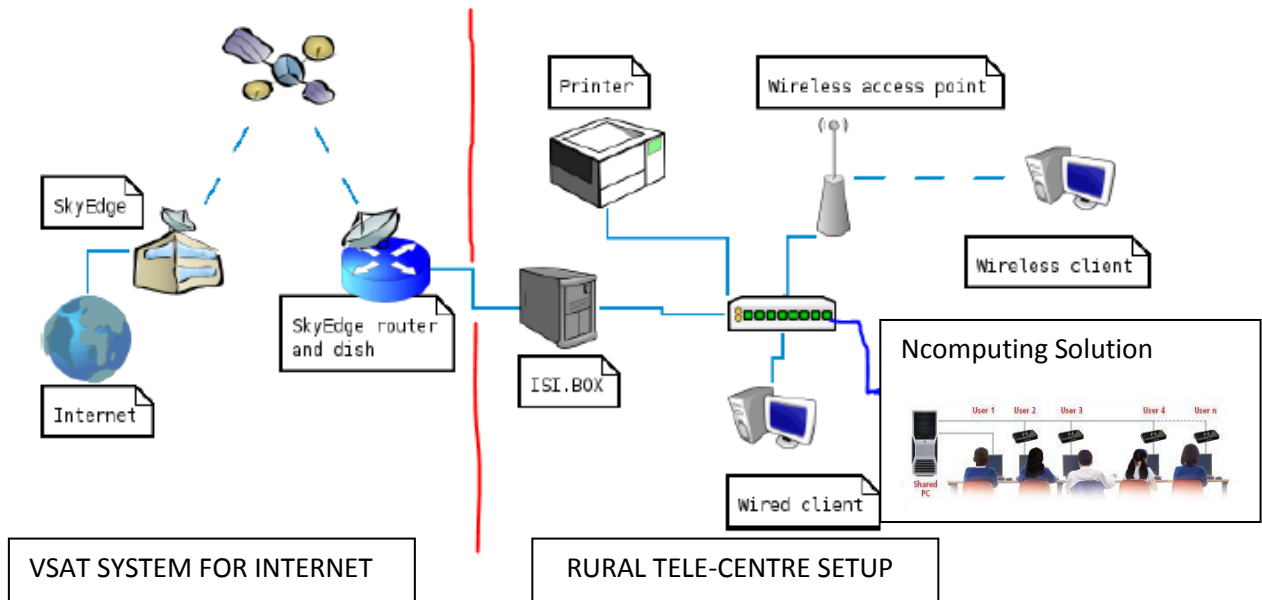 Printer
Wireless access point
SkyEdge
Wireless client
SkyEdge router
and dish
ISI.BOX
Internet
Ncomputing Solution
User 1 User 2 User 3 User 4 User n
Shared
PC
Wired client
VSAT SYSTEM FOR INTERNET
RURAL TELE-CENTRE SETUP